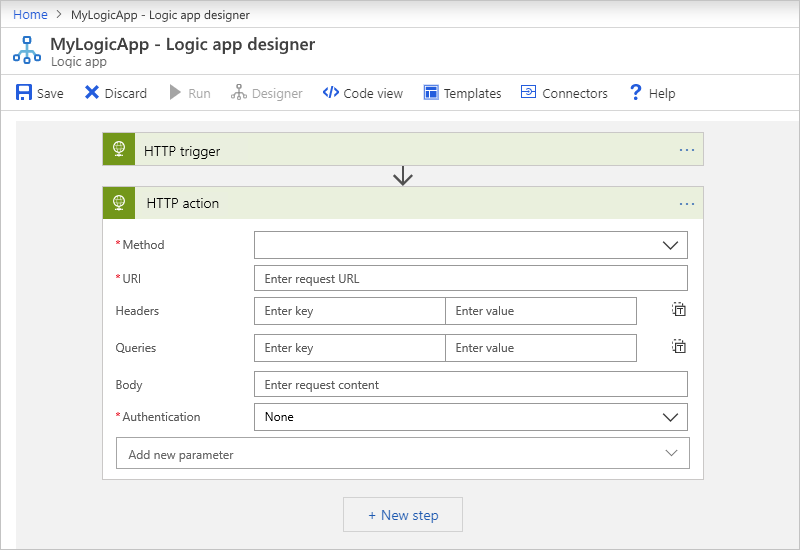 Home > MyLogicApp - Logic app designer
MyLogicApp - Logic app designer
Logic app
Save Discard Run Designer </> Code view Templates Connectors ? Help
HTTP trigger ...
HTTP action ...
* Method
* URI Enter request URL
Headers Enter key Enter value
Queries Enter key Enter value
Body Enter request content
* Authentication None
Add new parameter
+ New step